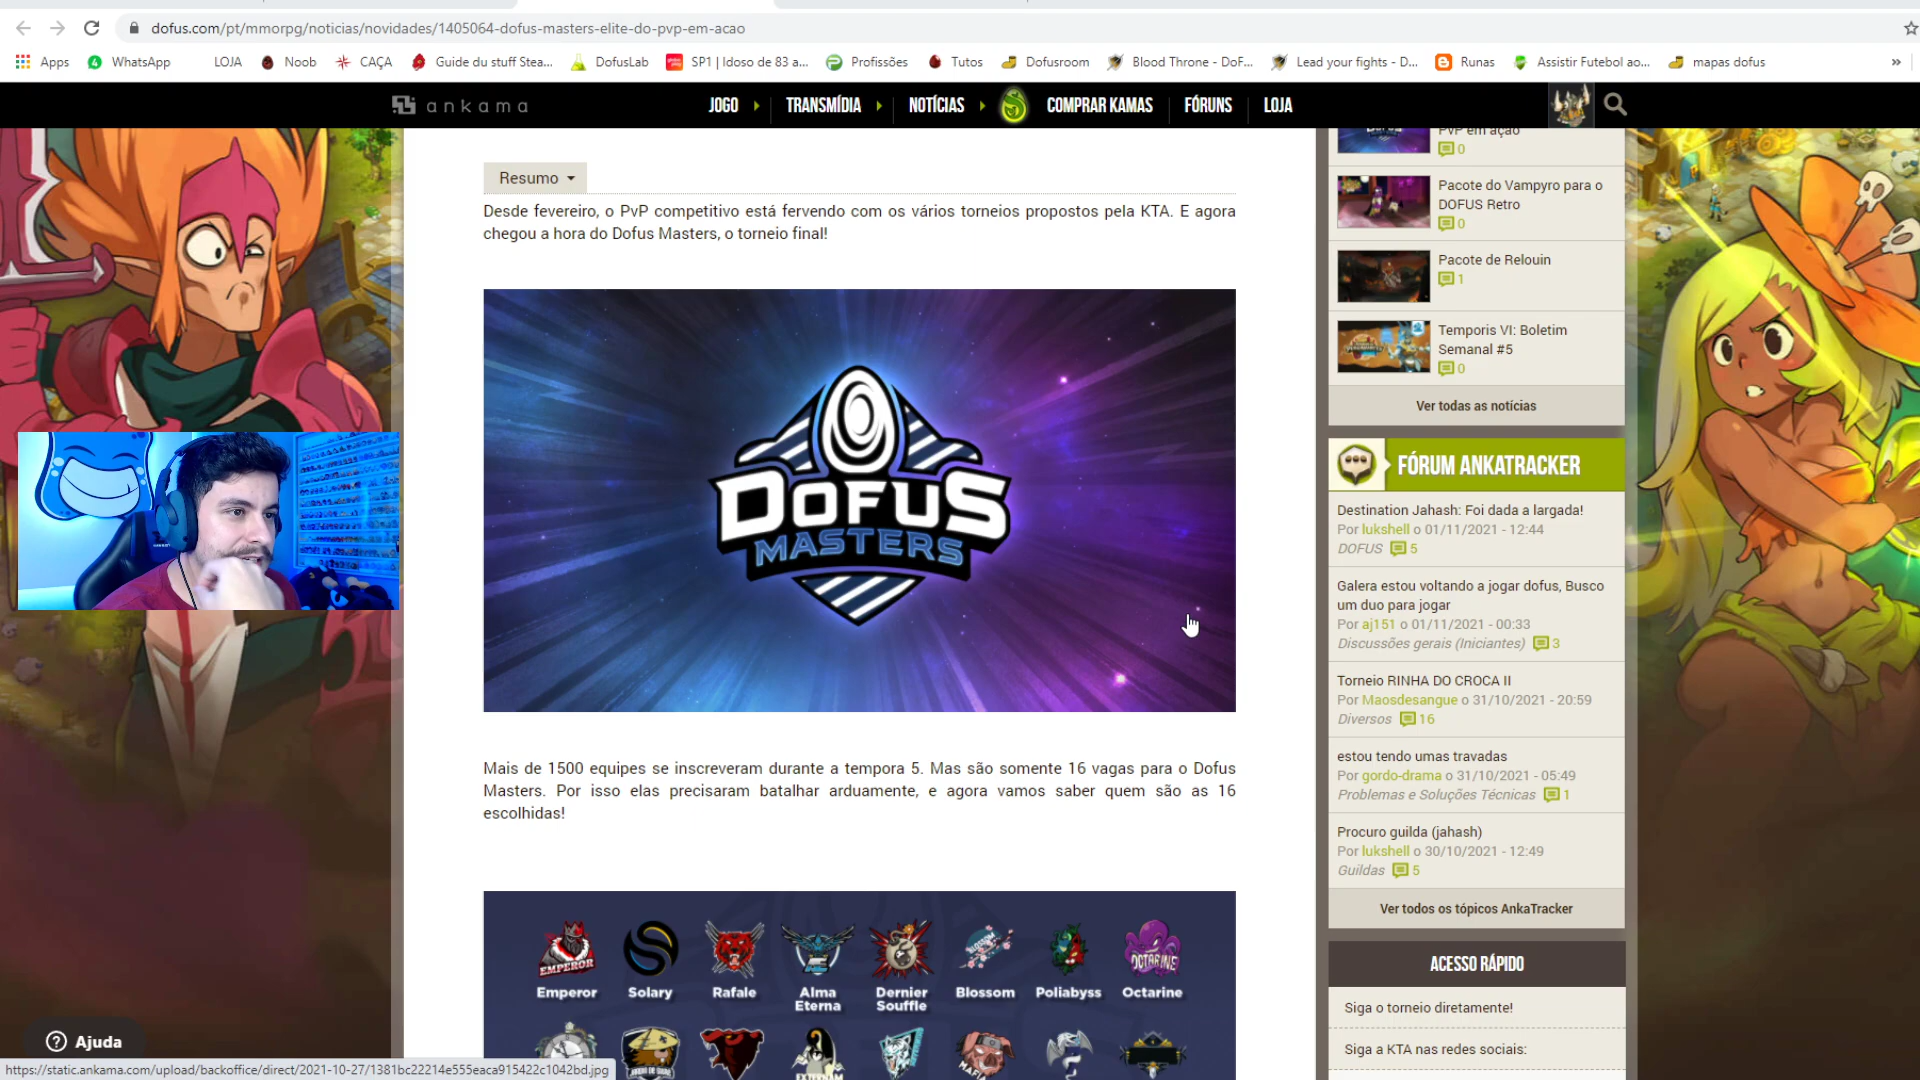 dofus.com/pt/mmorpg/noticias/novidades/1405064-dofus-masters-elite-do-pvp-em-acao
Apps
WhatsApp
LOJA
Noob
CAÇA
Guide du stuff Stea...
DofusLab
SP1 | Idoso de 83 a...
Profissões
Tutos
Dofusroom
Blood Throne - DoF...
Lead your fights - D...
Runas
Assistir Futebol ao...
mapas dofus
»
ankama
JOGO
TRANSMÍDIA
NOTÍCIAS
COMPRAR KAMAS
FÓRUNS
LOJA
Resumo
Desde fevereiro, o PvP competitivo está fervendo com os vários torneios propostos pela KTA. E agora
chegou a hora do Dofus Masters, o torneio final!
DOFUS
MASTERS
Mais de 1500 equipes se inscreveram durante a tempora 5. Mas são somente 16 vagas para o Dofus
Masters. Por isso elas precisaram batalhar arduamente, e agora vamos saber quem são as 16
escolhidas!
EMPEROR
BLOSSOM
OCTARINE
Emperor
Solary
Rafale
Alma
Eterna
Dernier
Souffle
Blossom
Poliabyss
Octarine
PvP em ação
0
Pacote do Vampyro para o
DOFUS Retro
0
Pacote de Relouin
1
Temporis VI: Boletim
Semanal #5
0
Ver todas as notícias
FÓRUM ANKATRACKER
Destination Jahash: Foi dada a largada!
Por lukshell o 01/11/2021 - 12:44
DOFUS 5
Galera estou voltando a jogar dofus, Busco
um duo para jogar
Por aj151 o 01/11/2021 - 00:33
Discussões gerais (Iniciantes) 3
Torneio RINHA DO CROCA II
Por Maosdesangue o 31/10/2021 - 20:59
Diversos 16
estou tendo umas travadas
Por gordo-drama o 31/10/2021 - 05:49
Problemas e Soluções Técnicas 1
Procuro guilda (jahash)
Por lukshell o 30/10/2021 - 12:49
Guildas 5
Ver todos os tópicos AnkaTracker
ACESSO RÁPIDO
Siga o torneio diretamente!
Siga a KTA nas redes sociais:
? Ajuda
https://static.ankama.com/upload/backoffice/direct/2021-10-27/1381bc22214e555eaca915422c1042bd.jpg